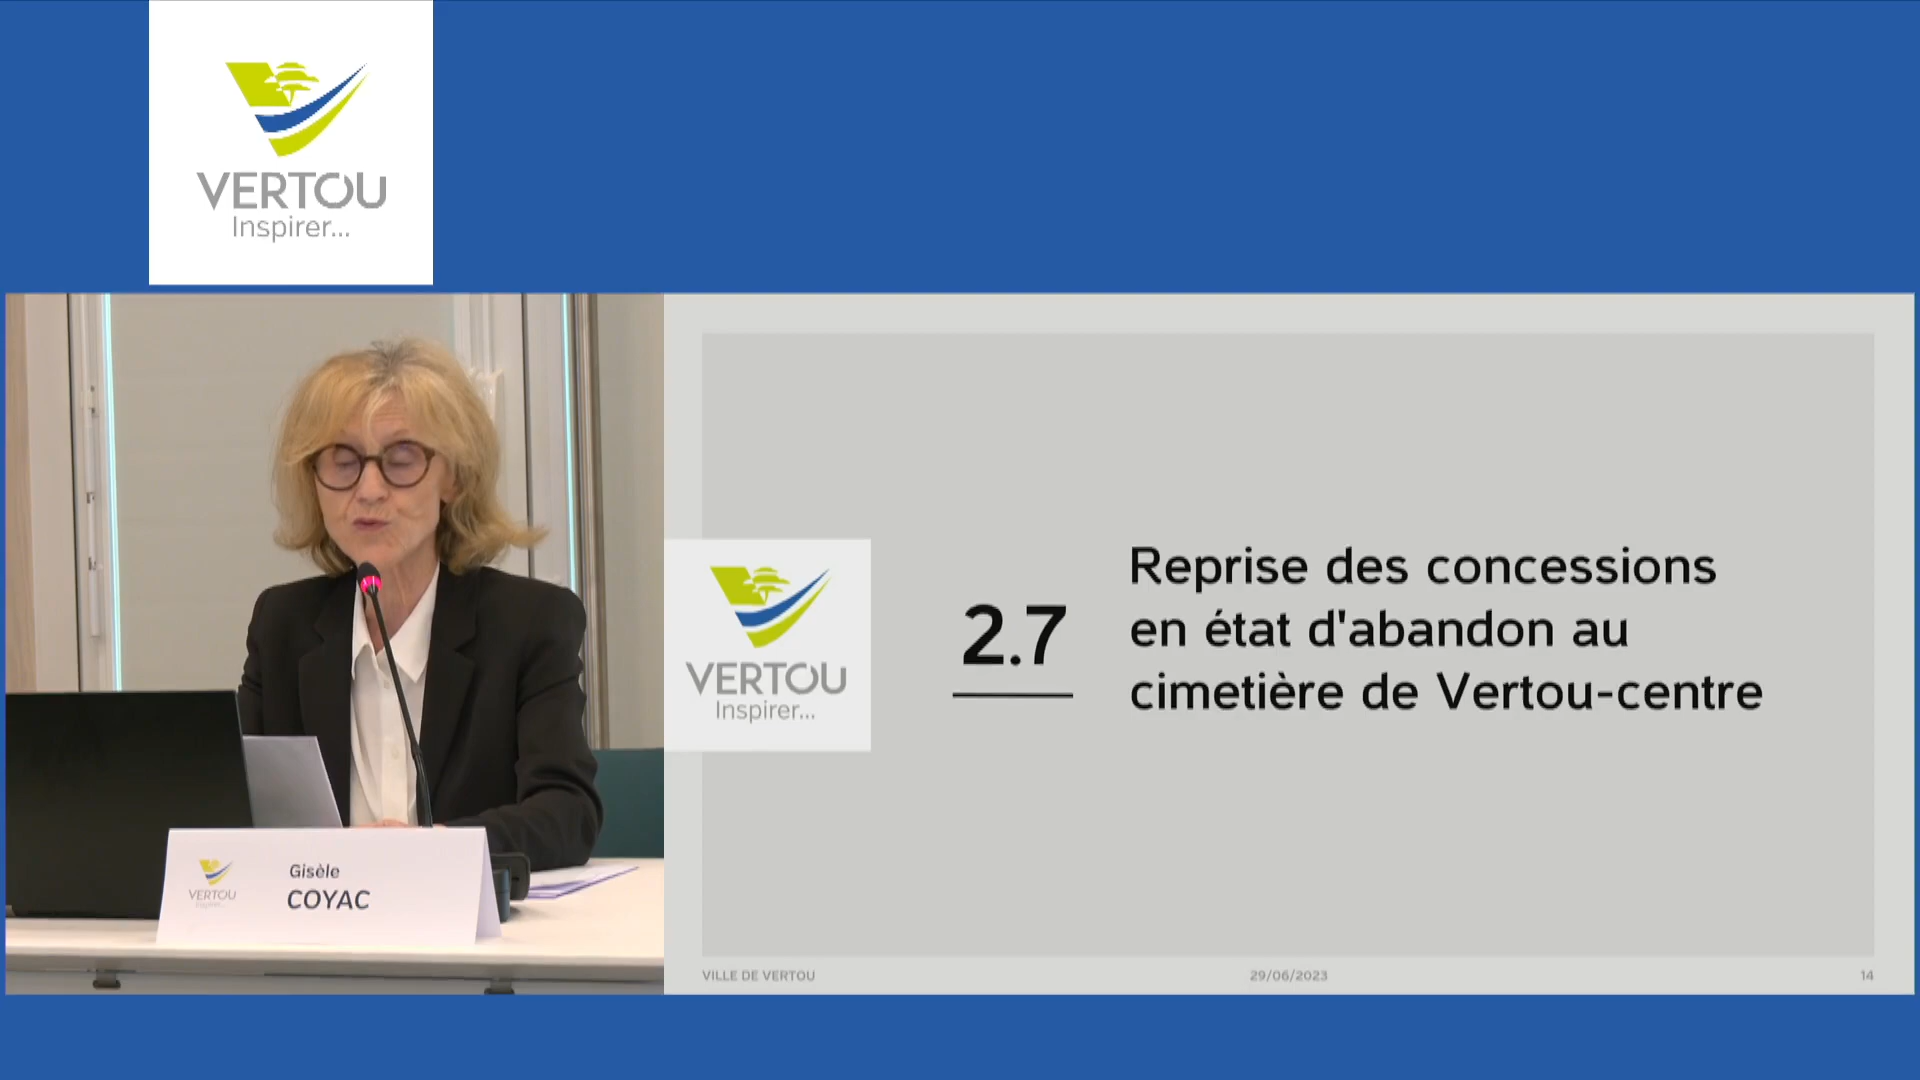 VERTOU
Inspirer...
Gisèle
COYAC
VERTOU
VERTOU
Inspirer...
2.7
Reprise des concessions
en état d'abandon au
cimetière de Vertou-centre
VILLE DE VERTOU
29/06/2023
14